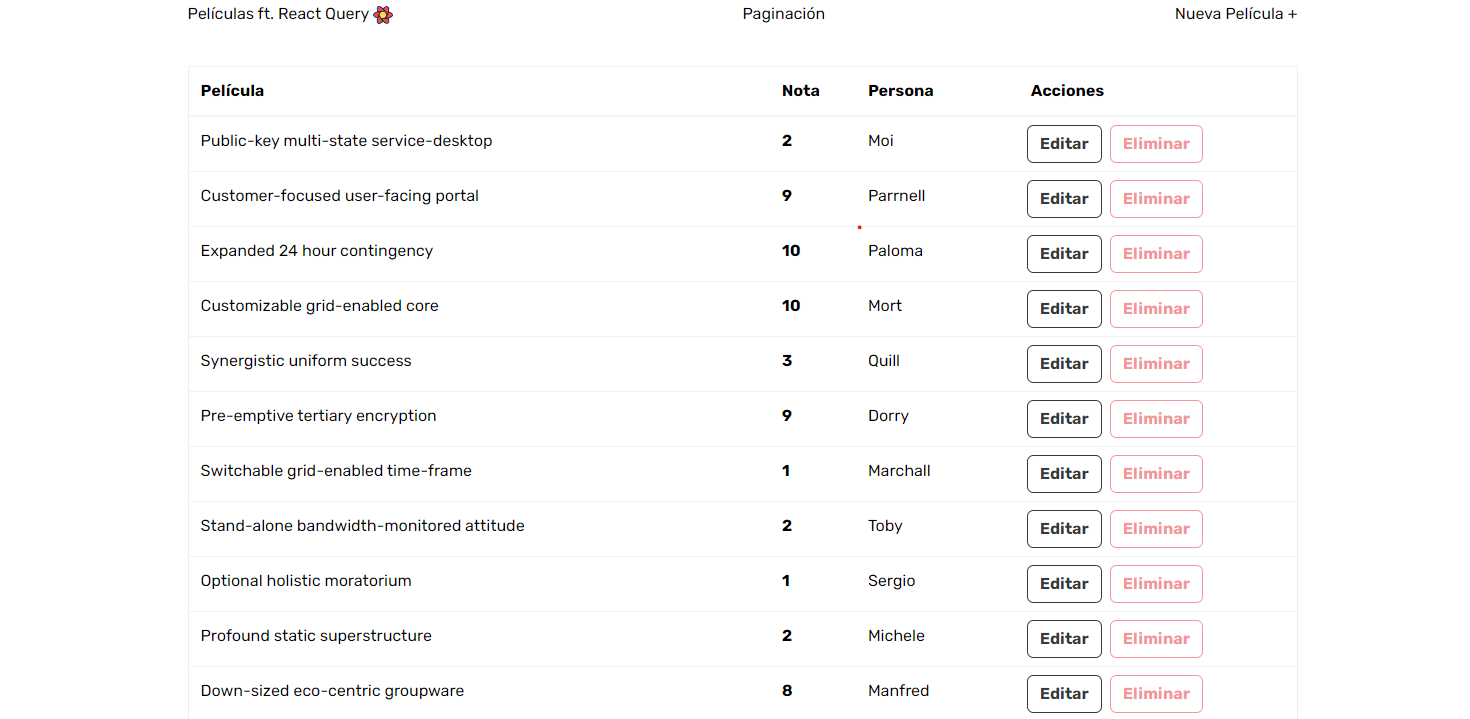 Películas ft. React Query Paginación Nueva Película +
Película Nota Persona Acciones
Public-key multi-state service-desktop 2 Moi Editar Eliminar
Customer-focused user-facing portal 9 Parrnell Editar Eliminar
Expanded 24 hour contingency 10 Paloma Editar Eliminar
Customizable grid-enabled core 10 Mort Editar Eliminar
Synergistic uniform success 3 Quill Editar Eliminar
Pre-emptive tertiary encryption 9 Dorry Editar Eliminar
Switchable grid-enabled time-frame 1 Marchall Editar Eliminar
Stand-alone bandwidth-monitored attitude 2 Toby Editar Eliminar
Optional holistic moratorium 1 Sergio Editar Eliminar
Profound static superstructure 2 Michele Editar Eliminar
Down-sized eco-centric groupware 8 Manfred Editar Eliminar